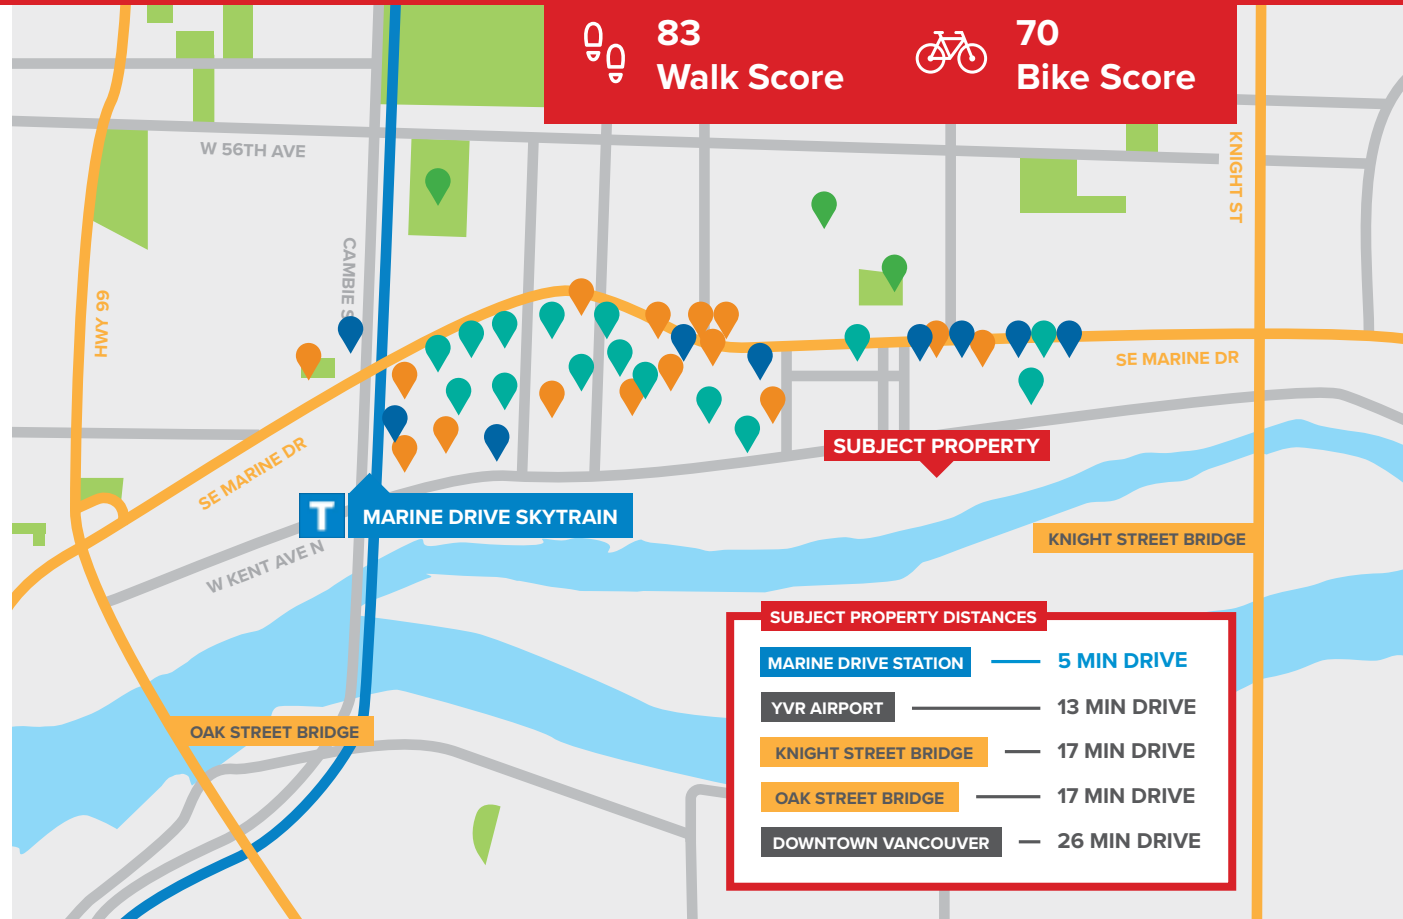 83
Walk Score
70
Bike Score
W 56TH AVE
KNIGHT ST
CAMBIE S
HWY 99
SE MARINE DR
SE MARINE DR
SUBJECT PROPERTY
T MARINE DRIVE SKYTRAIN
W KENT AVE N
KNIGHT STREET BRIDGE
OAK STREET BRIDGE
SUBJECT PROPERTY DISTANCES
MARINE DRIVE STATION 5 MIN DRIVE
YVR AIRPORT 13 MIN DRIVE
KNIGHT STREET BRIDGE 17 MIN DRIVE
OAK STREET BRIDGE 17 MIN DRIVE
DOWNTOWN VANCOUVER 26 MIN DRIVE